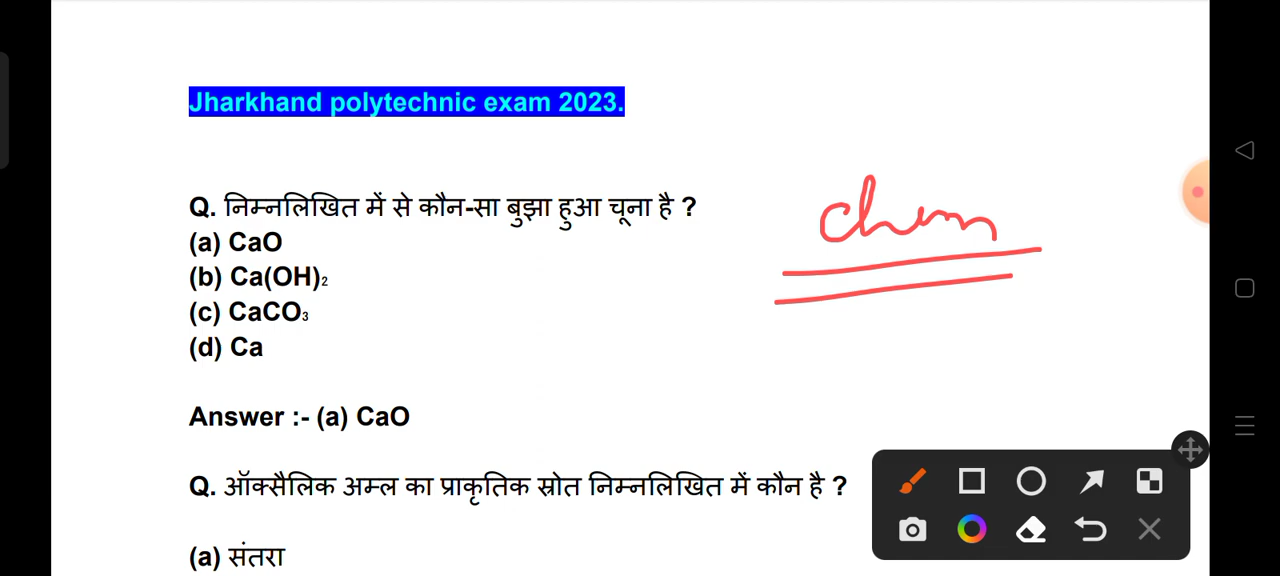 Jharkhand polytechnic exam 2023.
Q. निम्नलिखित में से कौन-सा बुझा हुआ चूना है ?
chem
(a) CaO
(b) Ca(OH)₂
(c) CaCO₃
(d) Ca
Answer :- (a) CaO
Q. ऑक्सैलिक अम्ल का प्राकृतिक स्रोत निम्नलिखित में कौन है ?
(a) संतरा